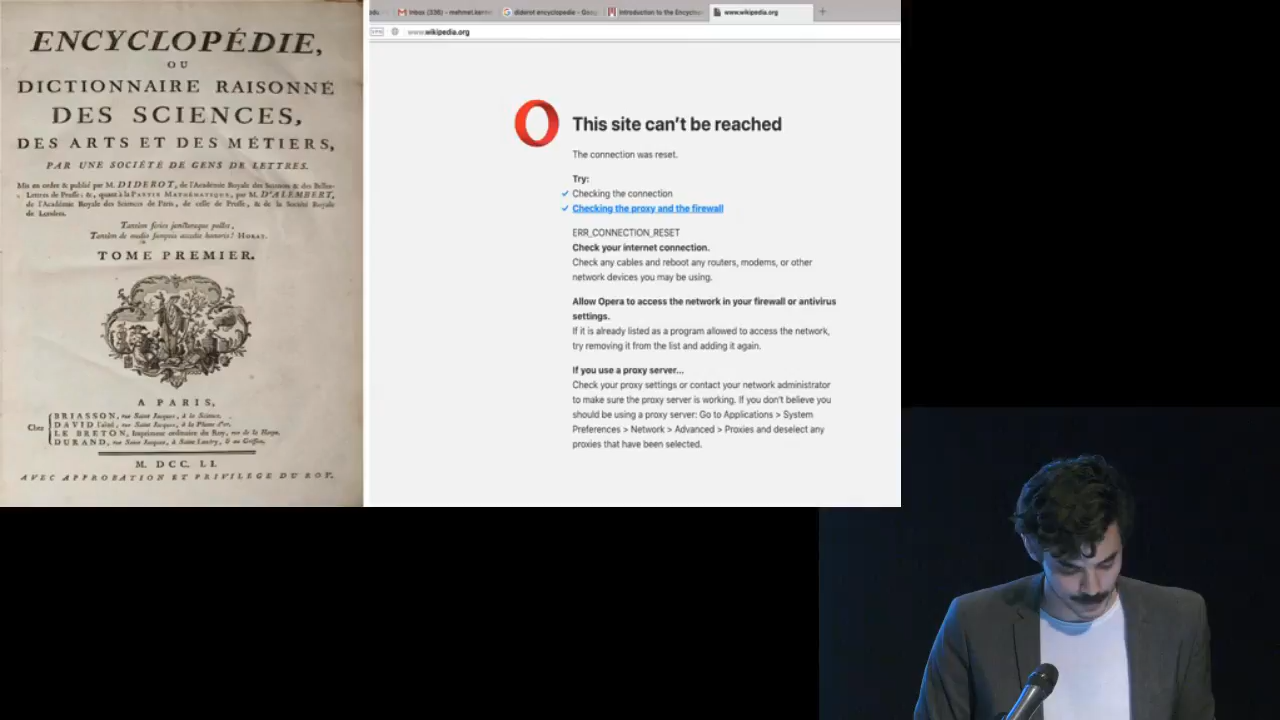 ENCYCLOPÉDIE,
OU
DICTIONNAIRE RAISONNÉ
DES SCIENCES,
DES ARTS ET DES MÉTIERS,
PAR UNE SOCIÉTÉ DE GENS DE LETTRES.
Mis en ordre & publié par M. DIDEROT, de l'Académie Royale des Sciences & des Belles-
Lettres de Prusse; &, quant à la PARTIE MATHÉMATIQUE, par M. D'ALEMBERT,
de l'Académie Royale des Sciences de Paris, de celle de Prusse, & de la Société Royale
de Londres.
Tantùm series juncturaque pollet,
Tantùm de medio sumptis accedit honoris! HORAT.
TOME PREMIER.
A PARIS,
Chez
BRIASSON, rue Saint Jacques, à la Science.
DAVID l'aîné, rue Saint Jacques, à la Plume d'or.
LE BRETON, Imprimeur ordinaire du Roy, rue de la Harpe.
DURAND, rue Saint Jacques, à Saint Landry, & au Griffon.
M. DCC. LI.
AVEC APPROBATION ET PRIVILEGE DU ROY.
Inbox (336) - mehmet. diderot encyclopedie - Goog Introduction to the Encyc www.wikipedia.org
www.wikipedia.org
This site can't be reached
The connection was reset.
Try:
Checking the connection
Checking the proxy and the firewall
ERR_CONNECTION_RESET
Check your internet connection.
Check any cables and reboot any routers, modems, or other
network devices you may be using.
Allow Opera to access the network in your firewall or antivirus
settings.
If it is already listed as a program allowed to access the network,
try removing it from the list and adding it again.
If you use a proxy server...
Check your proxy settings or contact your network administrator
to make sure the proxy server is working. If you don't believe you
should be using a proxy server: Go to Applications > System
Preferences > Network > Advanced > Proxies and deselect any
proxies that have been selected.